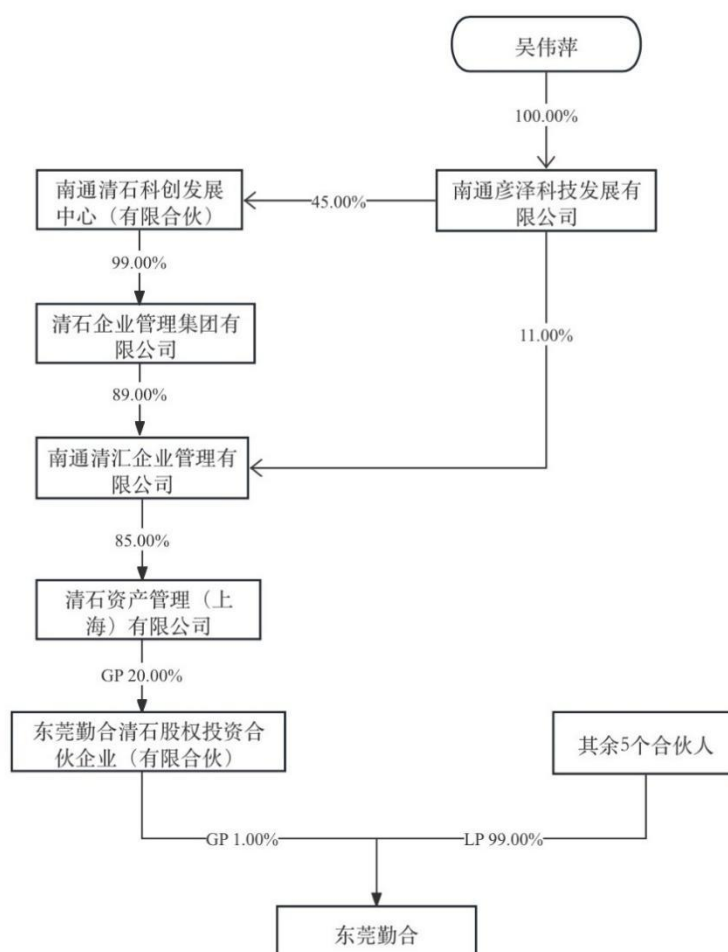 吴伟萍
100.00%
南通清石科创发展
中心（有限合伙）
45.00%
南通彦泽科技发展有
限公司
99.00%
清石企业管理集团有
限公司
11.00%
89.00%
南通清汇企业管理有
限公司
85.00%
清石资产管理（上
海）有限公司
GP 20.00%
东莞勤合清石股权投资合
伙企业（有限合伙）
其余5个合伙人
GP 1.00%
LP 99.00%
东莞勤合